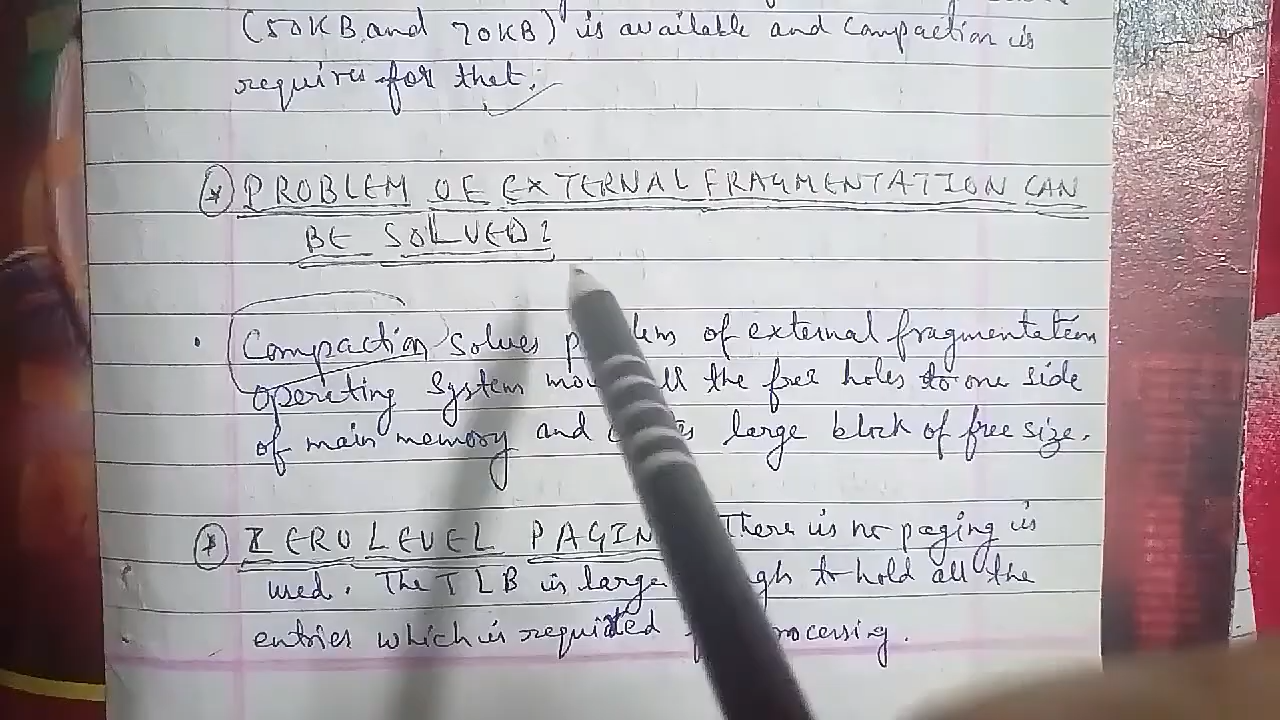 (50KB and 70KB) is available and Compaction is
requires for that.
* PROBLEM OF EXTERNAL FRAGMENTATION CAN
BE SOLVED?
• Compaction solves of external fragmentation
operating system all the free holes to one side
of main memory and large block of free size.
* ZERO LEVEL There is no paging is
used. The TLB is large to hold all the
entries which is required processing.